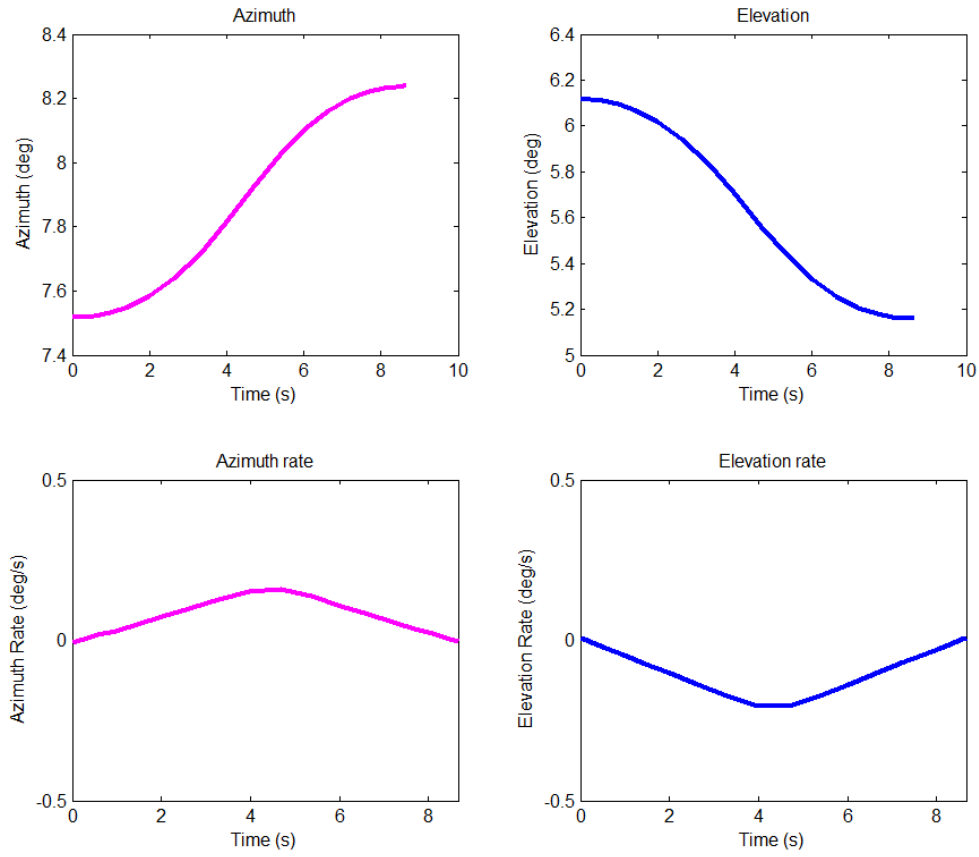 Azimuth
8.4
8.2
8
7.8
7.6
7.4
Azimuth (deg)
0 2 4 6 8 10
Time (s)
Elevation
6.4
6.2
6
5.8
5.6
5.4
5.2
5
Elevation (deg)
0 2 4 6 8 10
Time (s)
Azimuth rate
0.5
0
-0.5
Azimuth Rate (deg/s)
0 2 4 6 8
Time (s)
Elevation rate
0.5
0
-0.5
Elevation Rate (deg/s)
0 2 4 6 8
Time (s)